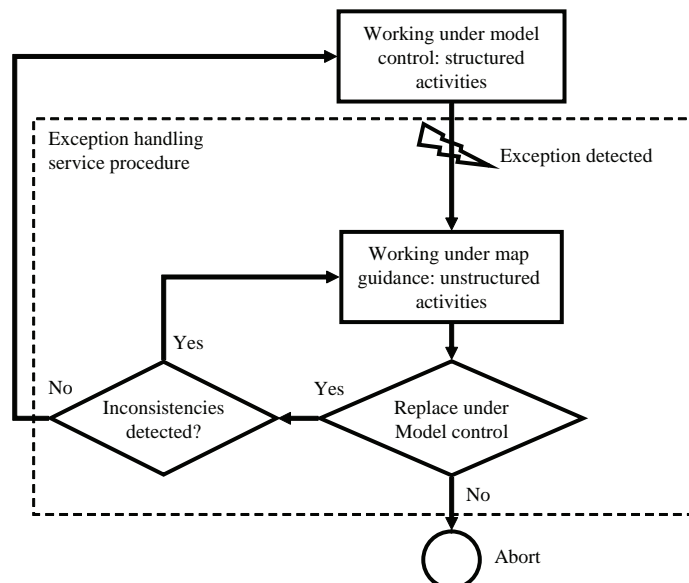 Working under model
control: structured
activities
Exception handling
service procedure
Exception detected
Working under map
guidance: unstructured
activities
Yes
No
Inconsistencies
detected?
Yes
Replace under
Model control
No
Abort